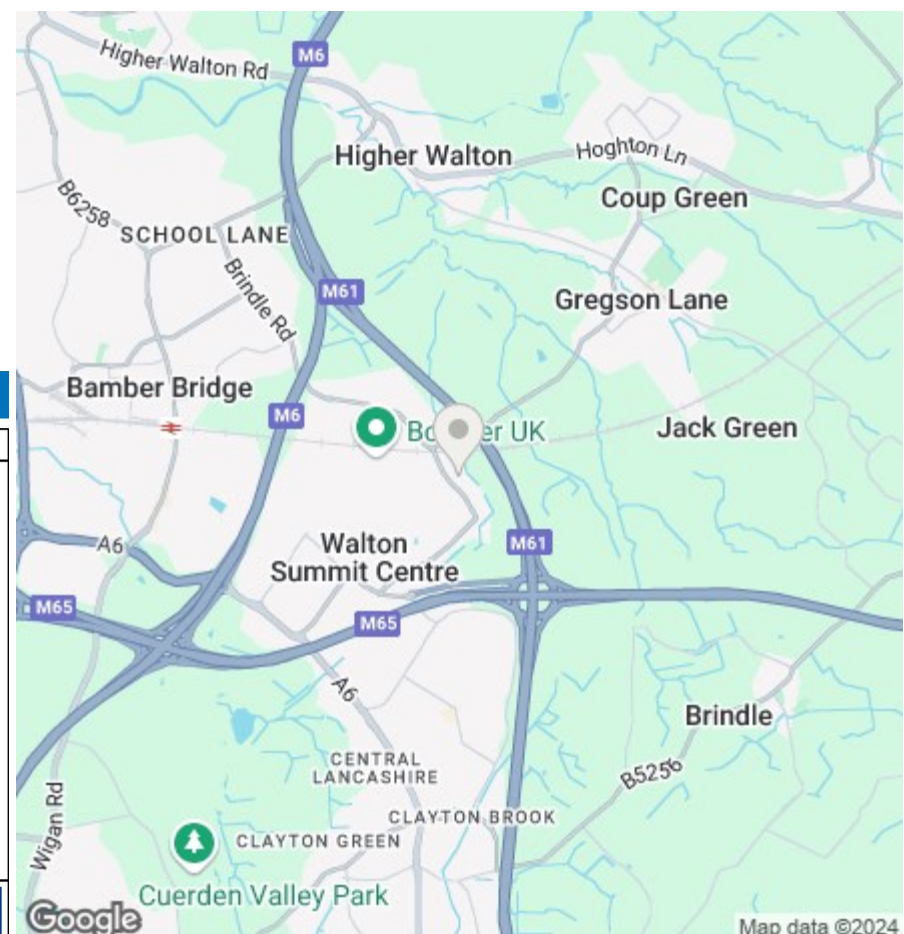 M6
Higher Walton Rd
Higher Walton
Hoghton Ln
Coup Green
B6258
SCHOOL LANE
Brindle Rd
M61
Gregson Lane
Bamber Bridge
M6
UK
Jack Green
A6
Walton
Summit Centre
M61
M65
M65
A6
Brindle
CENTRAL
LANCASHIRE
B5256
Wigan Rd
CLAYTON BROOK
CLAYTON GREEN
Cuerden Valley Park
Google
Map data ©2024